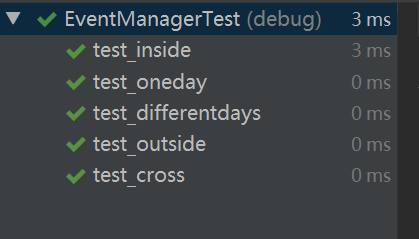 EventManagerTest (debug) 3 ms
test_inside 3 ms
test_oneday 0 ms
test_differentdays 0 ms
test_outside 0 ms
test_cross 0 ms